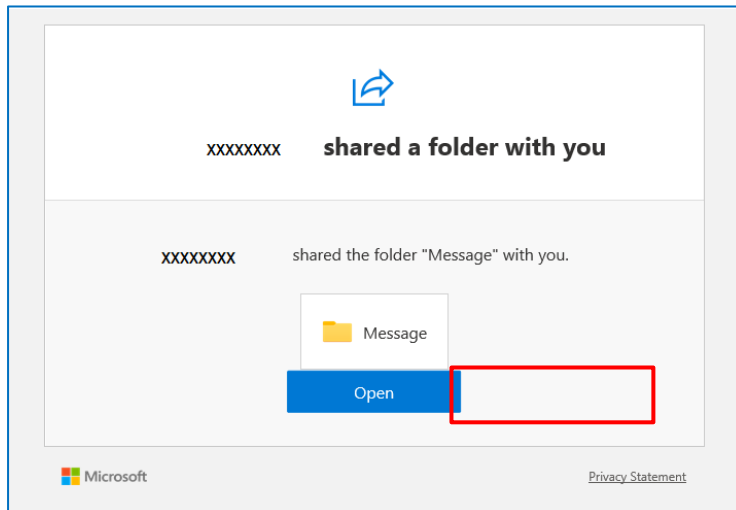 xxxxxxxx shared a folder with you
xxxxxxxx shared the folder "Message" with you.
Message
Open
Microsoft Privacy Statement